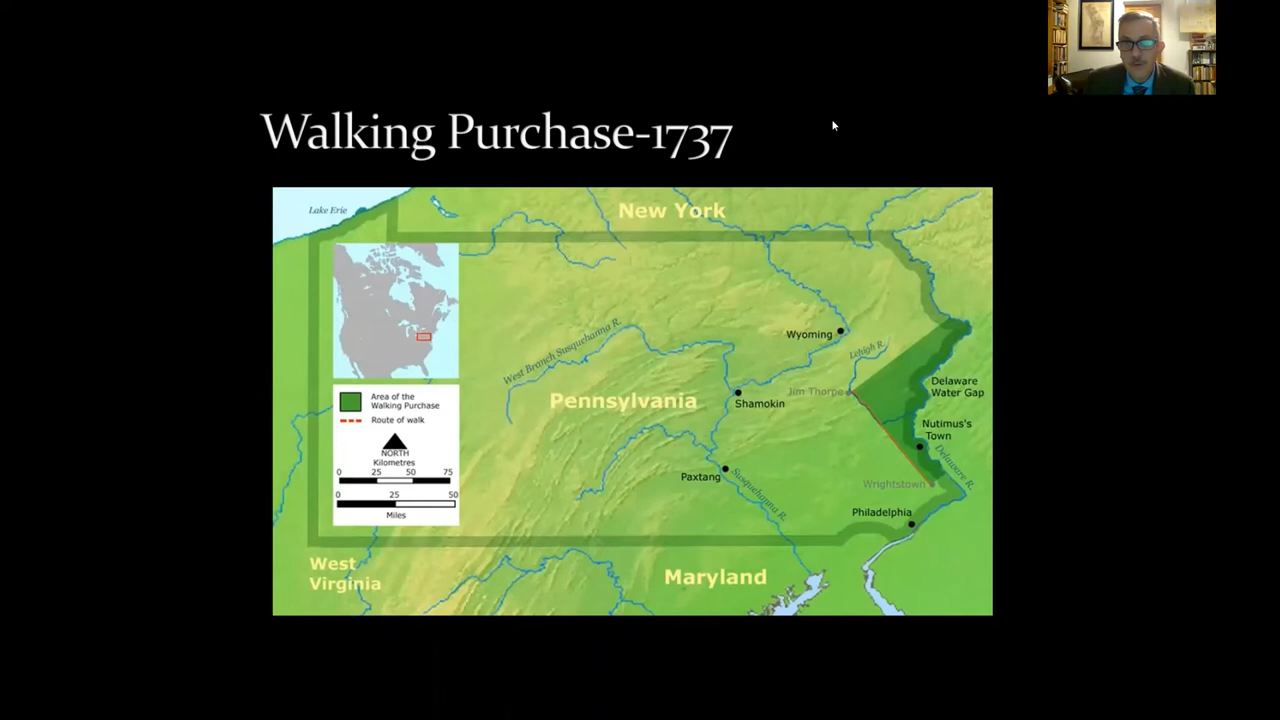 Walking Purchase-1737
Lake Erie
New York
West Branch Susquehanna R.
Wyoming
Lehigh R.
Pennsylvania
Shamokin
Jim Thorpe
Delaware
Water Gap
Nutimus's
Town
Delaware R.
Paxtang
Susquehanna R.
Wrightstown
Philadelphia
West
Virginia
Maryland
Area of the
Walking Purchase
Route of walk
NORTH
Kilometres
0 25 50 75
0 25 50
Miles